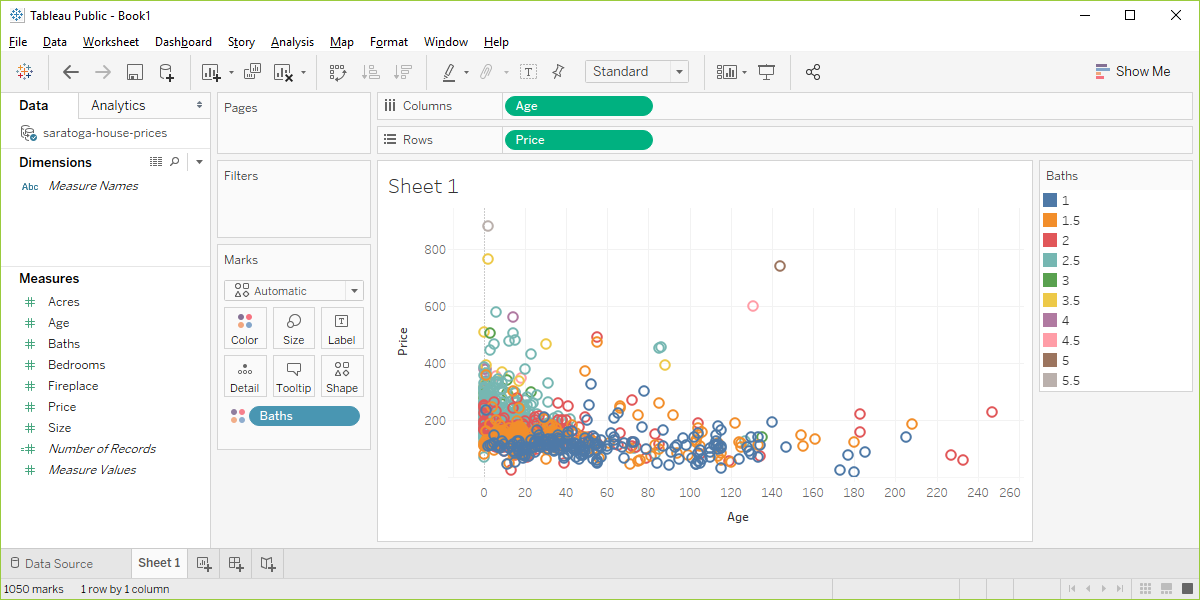 Tableau Public - Book1
File Data Worksheet Dashboard Story Analysis Map Format Window Help
Standard
Show Me
Data Analytics
saratoga-house-prices
Dimensions
Abc Measure Names
Measures
Acres
Age
Baths
Bedrooms
Fireplace
Price
Size
Number of Records
Measure Values
Pages
Filters
Marks
Automatic
Color Size Label
Detail Tooltip Shape
Baths
Columns Age
Rows Price
Sheet 1
800
600
400
200
Price
0 20 40 60 80 100 120 140 160 180 200 220 240 260
Age
Baths
1
1.5
2
2.5
3
3.5
4
4.5
5
5.5
Data Source Sheet 1
1050 marks 1 row by 1 column